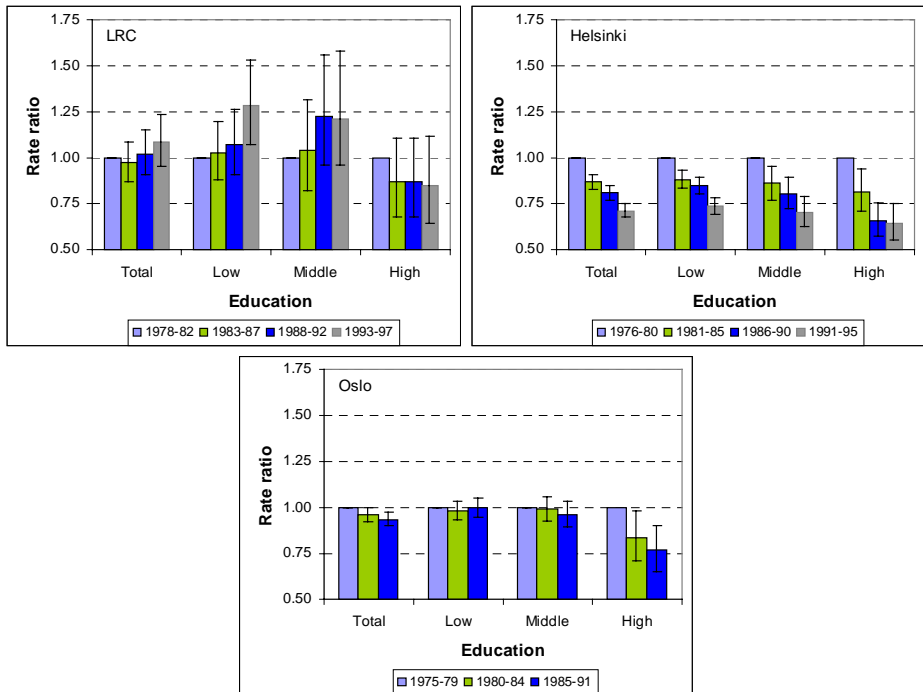 LRC
Rate ratio
1.75
1.50
1.25
1.00
0.75
0.50
Total Low Middle High
Education
1978-82 1983-87 1988-92 1993-97
Helsinki
Rate ratio
1.75
1.50
1.25
1.00
0.75
0.50
Total Low Middle High
Education
1976-80 1981-85 1986-90 1991-95
Oslo
Rate ratio
1.75
1.50
1.25
1.00
0.75
0.50
Total Low Middle High
Education
1975-79 1980-84 1985-91